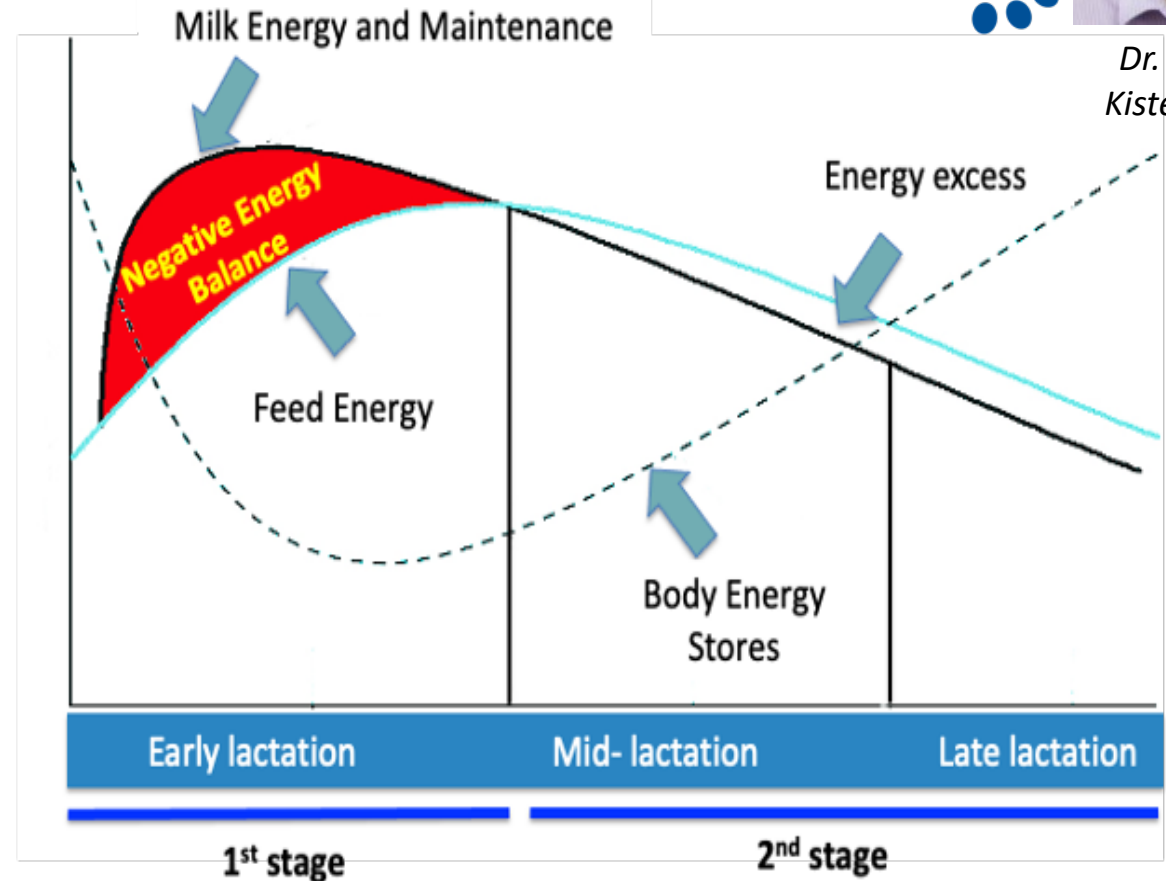 Milk Energy and Maintenance
Dr.
Energy excess
Negative Energy
Balance
Feed Energy
Body Energy
Stores
Early lactation
Mid- lactation
Late lactation
1st stage
2nd stage